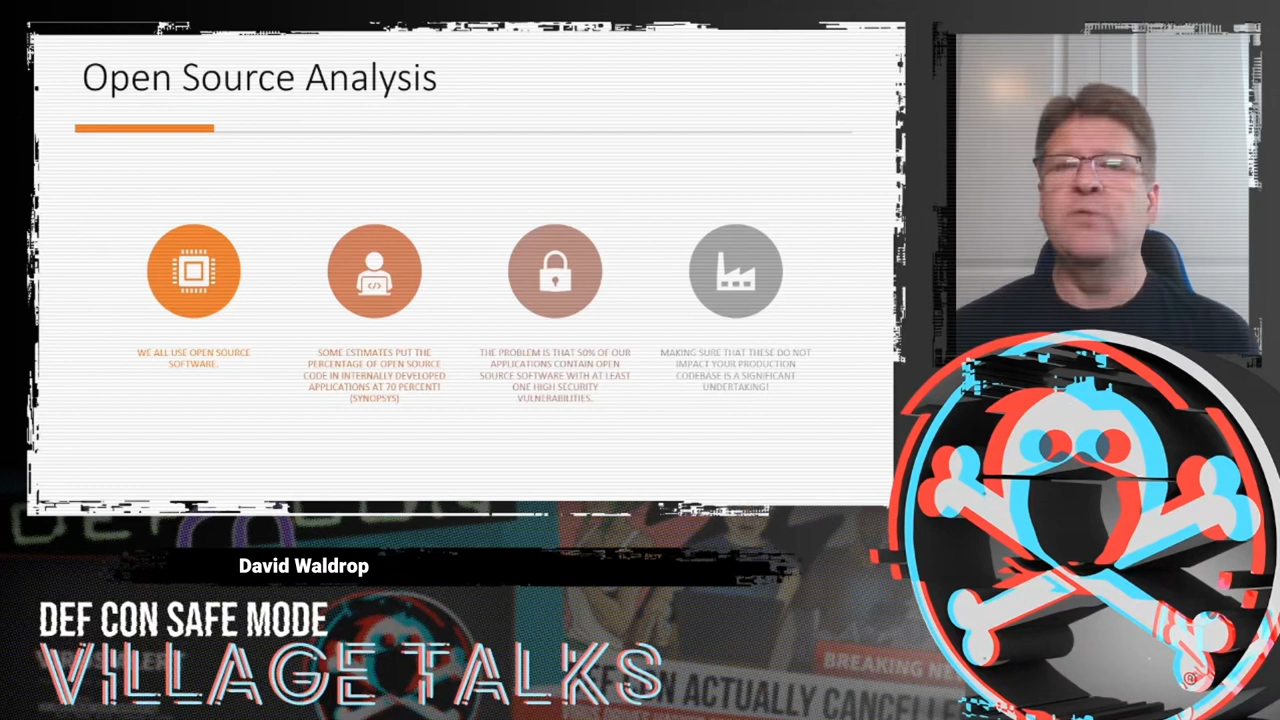 Open Source Analysis
WE ALL USE OPEN SOURCE
SOFTWARE.
SOME ESTIMATES PUT THE
PERCENTAGE OF OPEN SOURCE
CODE IN INTERNALLY DEVELOPED
APPLICATIONS AT 70 PERCENT!
(SYNOPSYS)
THE PROBLEM IS THAT 50% OF OUR
APPLICATIONS CONTAIN OPEN
SOURCE SOFTWARE WITH AT LEAST
ONE HIGH SECURITY
VULNERABILITIES.
MAKING SURE THAT THESE DO NOT
IMPACT YOUR PRODUCTION
CODEBASE IS A SIGNIFICANT
UNDERTAKING!
David Waldrop
DEF CON SAFE MODE
VILLAGE TALKS
BREAKING NE
ACTUALLY CANCELLE